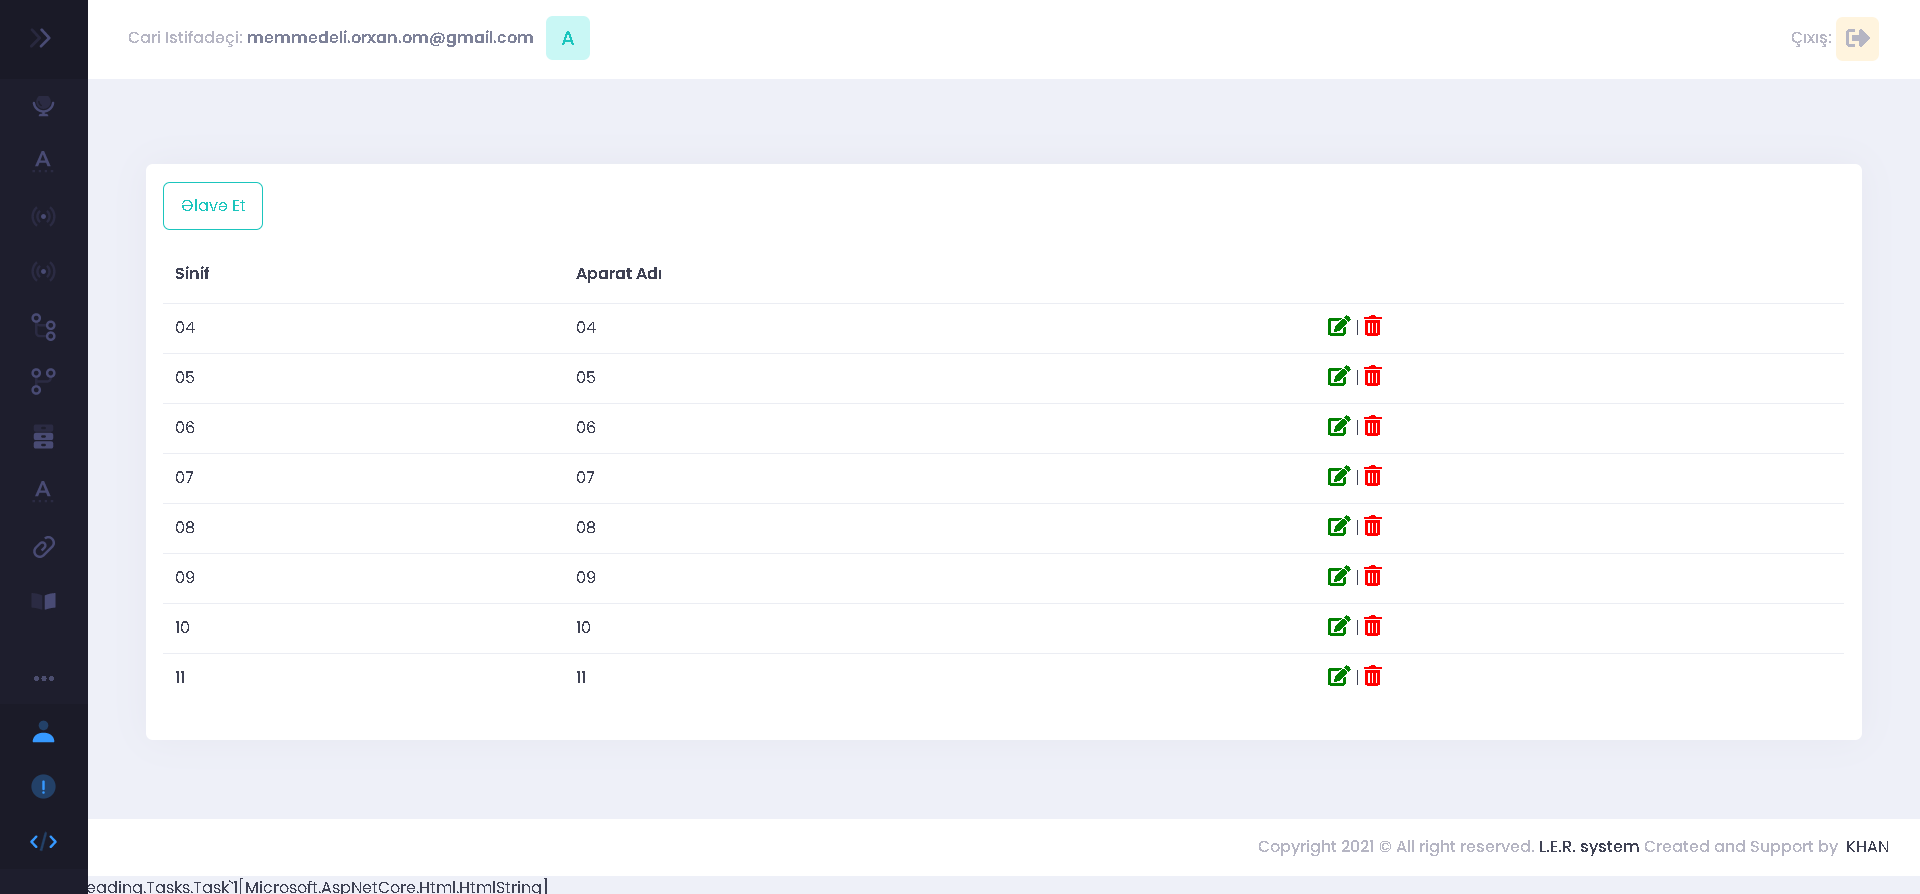 Cari Istifadəçi: memmedeli.orxan.om@gmail.com A
Çıxış:
Əlavə Et
Sinif Aparat Adı
04 04
05 05
06 06
07 07
08 08
09 09
10 10
11 11
Copyright 2021 © All right reserved. L.E.R. system Created and Support by KHAN
eading.Tasks.Task`1[Microsoft.AspNetCore.Html.HtmlString]